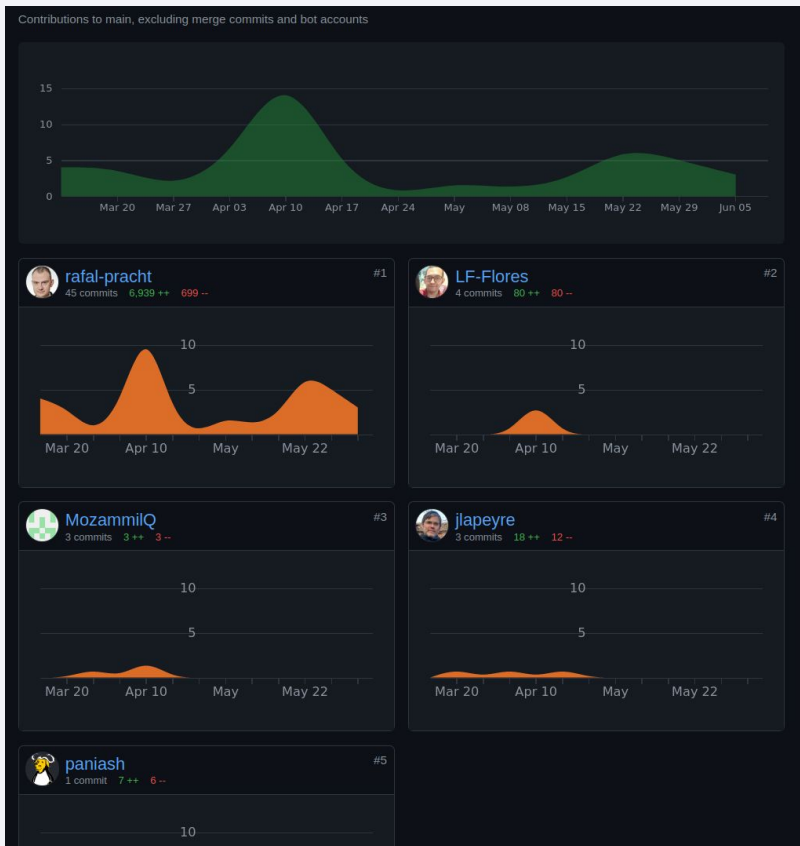 Contributions to main, excluding merge commits and bot accounts
15
10
5
0
Mar 20 Mar 27 Apr 03 Apr 10 Apr 17 Apr 24 May May 08 May 15 May 22 May 29 Jun 05
rafal-pracht #1
45 commits 6,939 ++ 699 --
10
5
Mar 20 Apr 10 May May 22
LF-Flores #2
4 commits 80 ++ 80 --
10
5
Mar 20 Apr 10 May May 22
MozammilQ #3
3 commits 3 ++ 3 --
10
5
Mar 20 Apr 10 May May 22
jlapeyre #4
3 commits 18 ++ 12 --
10
5
Mar 20 Apr 10 May May 22
paniash #5
1 commit 7 ++ 6 --
10